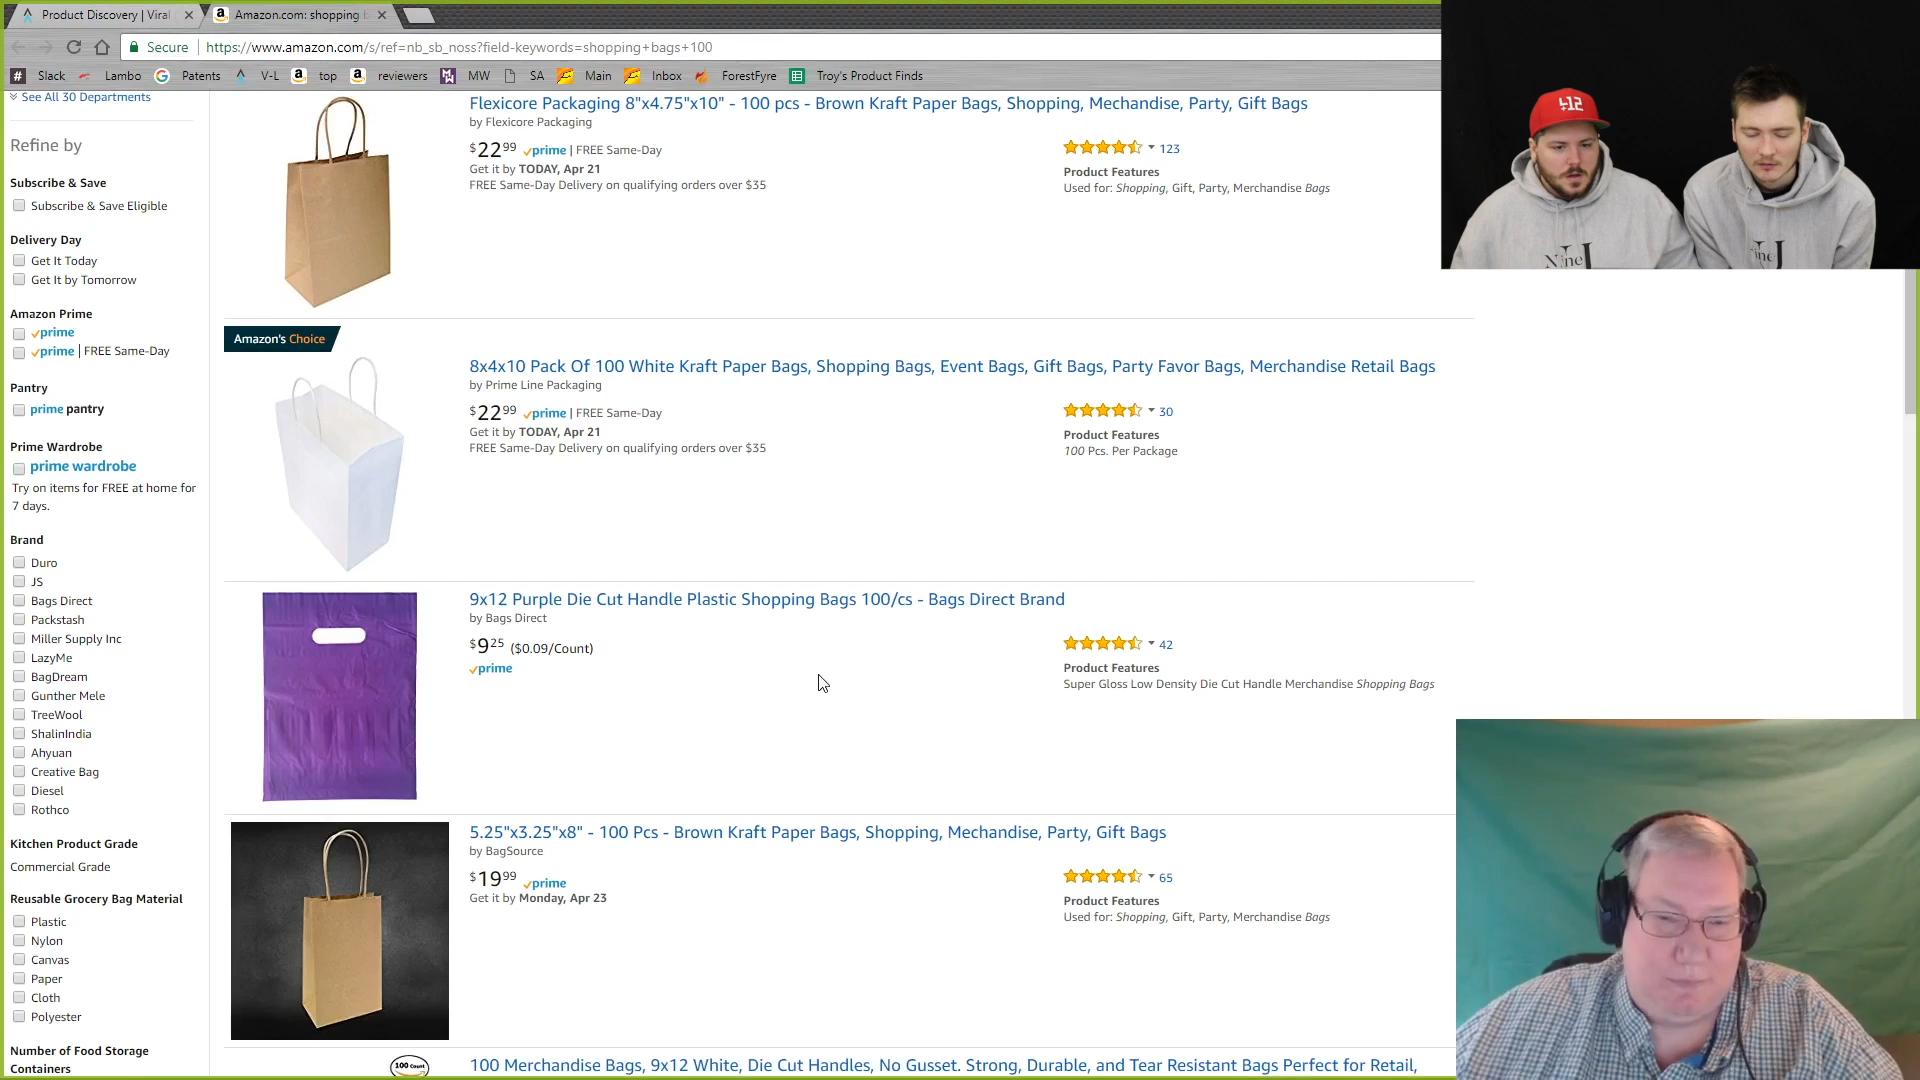 Product Discovery | Viral
Amazon.com: shopping b
Secure
https://www.amazon.com/s/ref=nb_sb_noss?field-keywords=shopping+bags+100
Slack
Lambo
Patents
V-L
top
reviewers
MW
SA
Main
Inbox
ForestFyre
Troy's Product Finds
See All 30 Departments
Refine by
Subscribe & Save
Subscribe & Save Eligible
Delivery Day
Get It Today
Get It by Tomorrow
Amazon Prime
prime
prime | FREE Same-Day
Pantry
prime pantry
Prime Wardrobe
prime wardrobe
Try on items for FREE at home for
7 days.
Brand
Duro
JS
Bags Direct
Packstash
Miller Supply Inc
LazyMe
BagDream
Gunther Mele
TreeWool
ShalinIndia
Ahyuan
Creative Bag
Diesel
Rothco
Kitchen Product Grade
Commercial Grade
Reusable Grocery Bag Material
Plastic
Nylon
Canvas
Paper
Cloth
Polyester
Number of Food Storage
Containers
Flexicore Packaging 8"x4.75"x10" - 100 pcs - Brown Kraft Paper Bags, Shopping, Mechandise, Party, Gift Bags
by Flexicore Packaging
$22 99 prime | FREE Same-Day
Get it by TODAY, Apr 21
FREE Same-Day Delivery on qualifying orders over $35
123
Product Features
Used for: Shopping, Gift, Party, Merchandise Bags
Amazon's Choice
8x4x10 Pack Of 100 White Kraft Paper Bags, Shopping Bags, Event Bags, Gift Bags, Party Favor Bags, Merchandise Retail Bags
by Prime Line Packaging
$22 99 prime | FREE Same-Day
Get it by TODAY, Apr 21
FREE Same-Day Delivery on qualifying orders over $35
30
Product Features
100 Pcs. Per Package
9x12 Purple Die Cut Handle Plastic Shopping Bags 100/cs - Bags Direct Brand
by Bags Direct
$9 25 ($0.09/Count)
prime
42
Product Features
Super Gloss Low Density Die Cut Handle Merchandise Shopping Bags
5.25"x3.25"x8" - 100 Pcs - Brown Kraft Paper Bags, Shopping, Mechandise, Party, Gift Bags
by BagSource
$19 99 prime
Get it by Monday, Apr 23
65
Product Features
Used for: Shopping, Gift, Party, Merchandise Bags
100 Count
100 Merchandise Bags, 9x12 White, Die Cut Handles, No Gusset. Strong, Durable, and Tear Resistant Bags Perfect for Retail,
412
Nine
ine